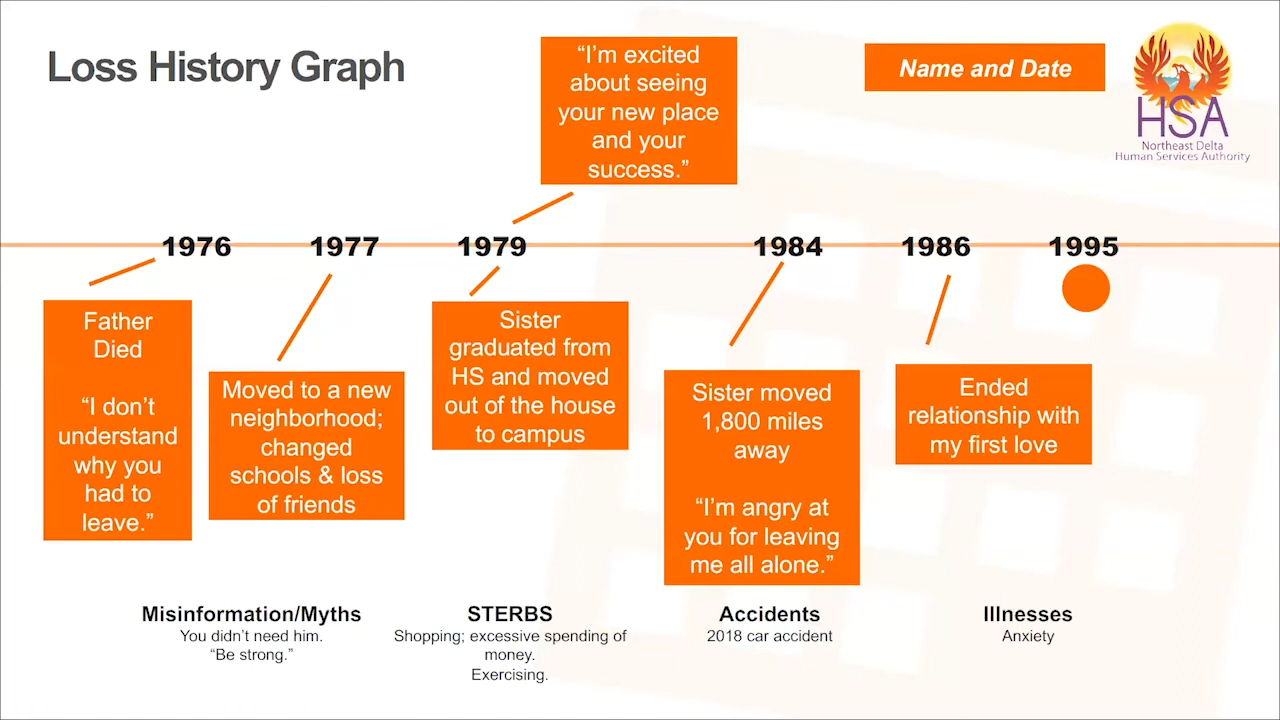 Loss History Graph
“I’m excited
about seeing
your new place
and your
success.”
Name and Date
HSA
Northeast Delta
Human Services Authority
1976
1977
1979
1984
1986
1995
Father
Died
“I don’t
understand
why you
had to
leave.”
Moved to a new
neighborhood;
changed
schools & loss
of friends
Sister
graduated from
HS and moved
out of the house
to campus
Sister moved
1,800 miles
away
“I’m angry at
you for leaving
me all alone.”
Ended
relationship with
my first love
Misinformation/Myths
You didn’t need him.
“Be strong.”
STERBS
Shopping; excessive spending of
money.
Exercising.
Accidents
2018 car accident
Illnesses
Anxiety